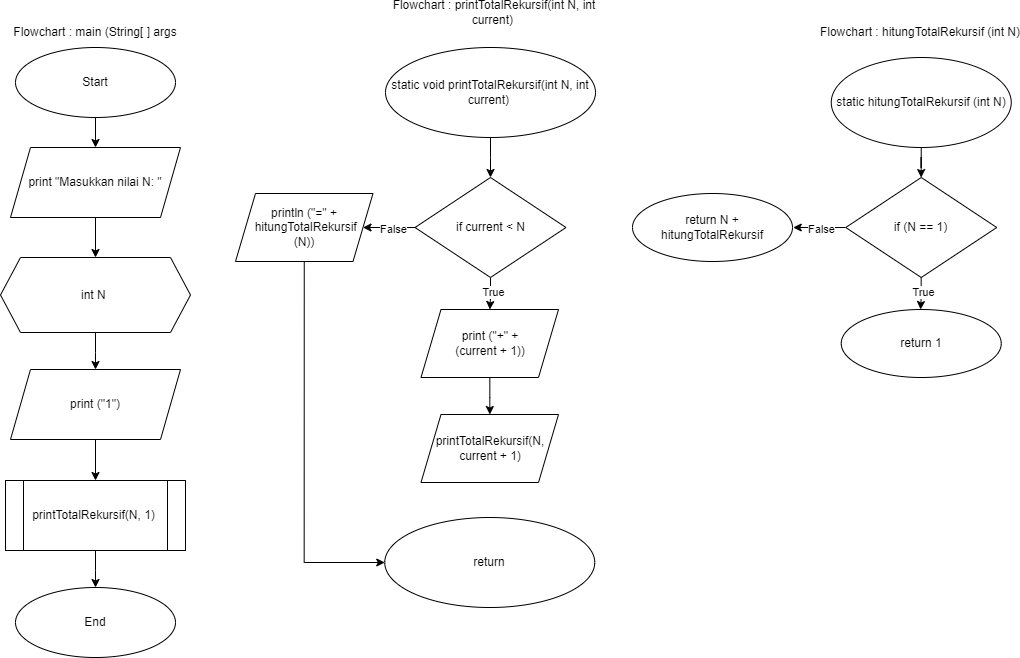 Flowchart : main (String[ ] args
Start
print "Masukkan nilai N: "
int N
print ("1")
printTotalRekursif(N, 1)
End
Flowchart : printTotalRekursif(int N, int
current)
static void printTotalRekursif(int N, int
current)
if current < N
False
println ("=" +
hitungTotalRekursif
(N))
True
print ("+" +
(current + 1))
printTotalRekursif(N,
current + 1)
return
Flowchart : hitungTotalRekursif (int N)
static hitungTotalRekursif (int N)
if (N == 1)
False
return N +
hitungTotalRekursif
True
return 1